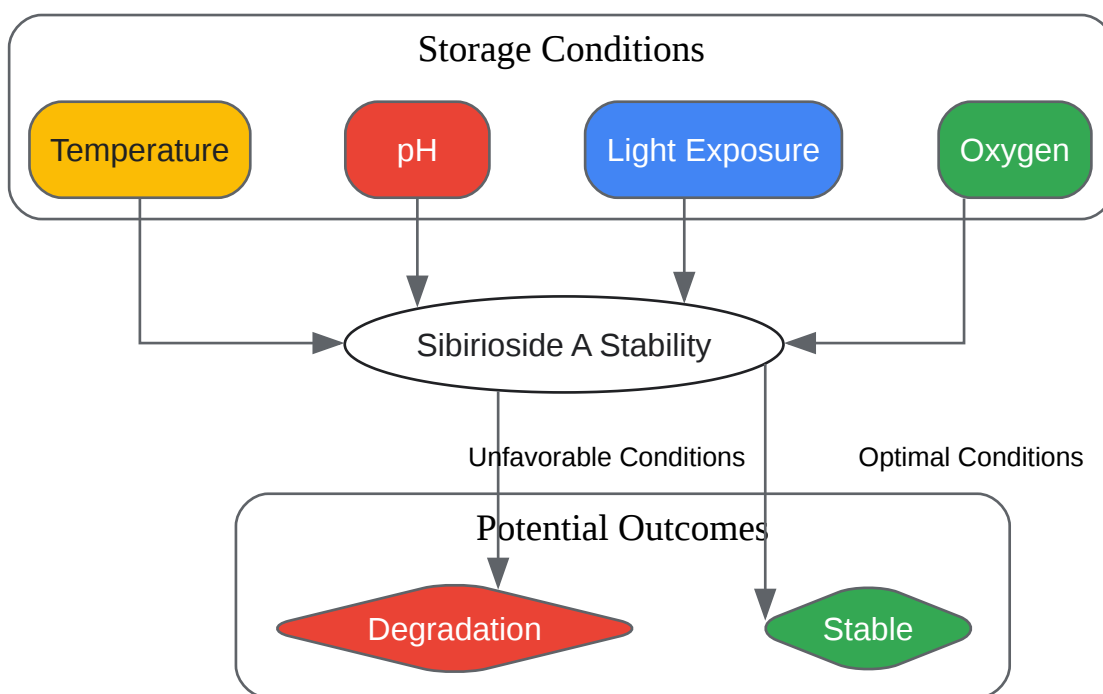 Storage Conditions
Temperature
pH
Light Exposure
Oxygen
Sibirioside A Stability
Unfavorable Conditions
Optimal Conditions
Potential Outcomes
Degradation
Stable